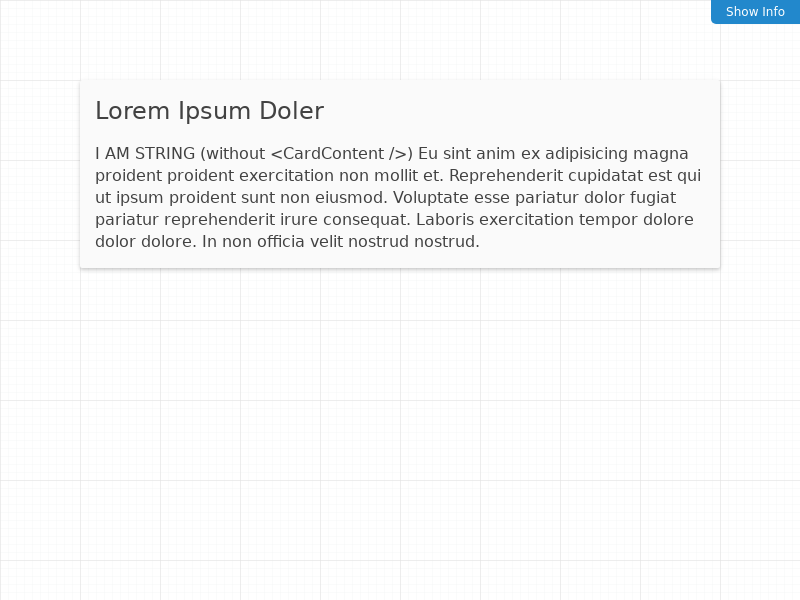 Show Info
Lorem Ipsum Doler
I AM STRING (without <CardContent />) Eu sint anim ex adipisicing magna
proident proident exercitation non mollit et. Reprehenderit cupidatat est qui
ut ipsum proident sunt non eiusmod. Voluptate esse pariatur dolor fugiat
pariatur reprehenderit irure consequat. Laboris exercitation tempor dolore
dolor dolore. In non officia velit nostrud nostrud.